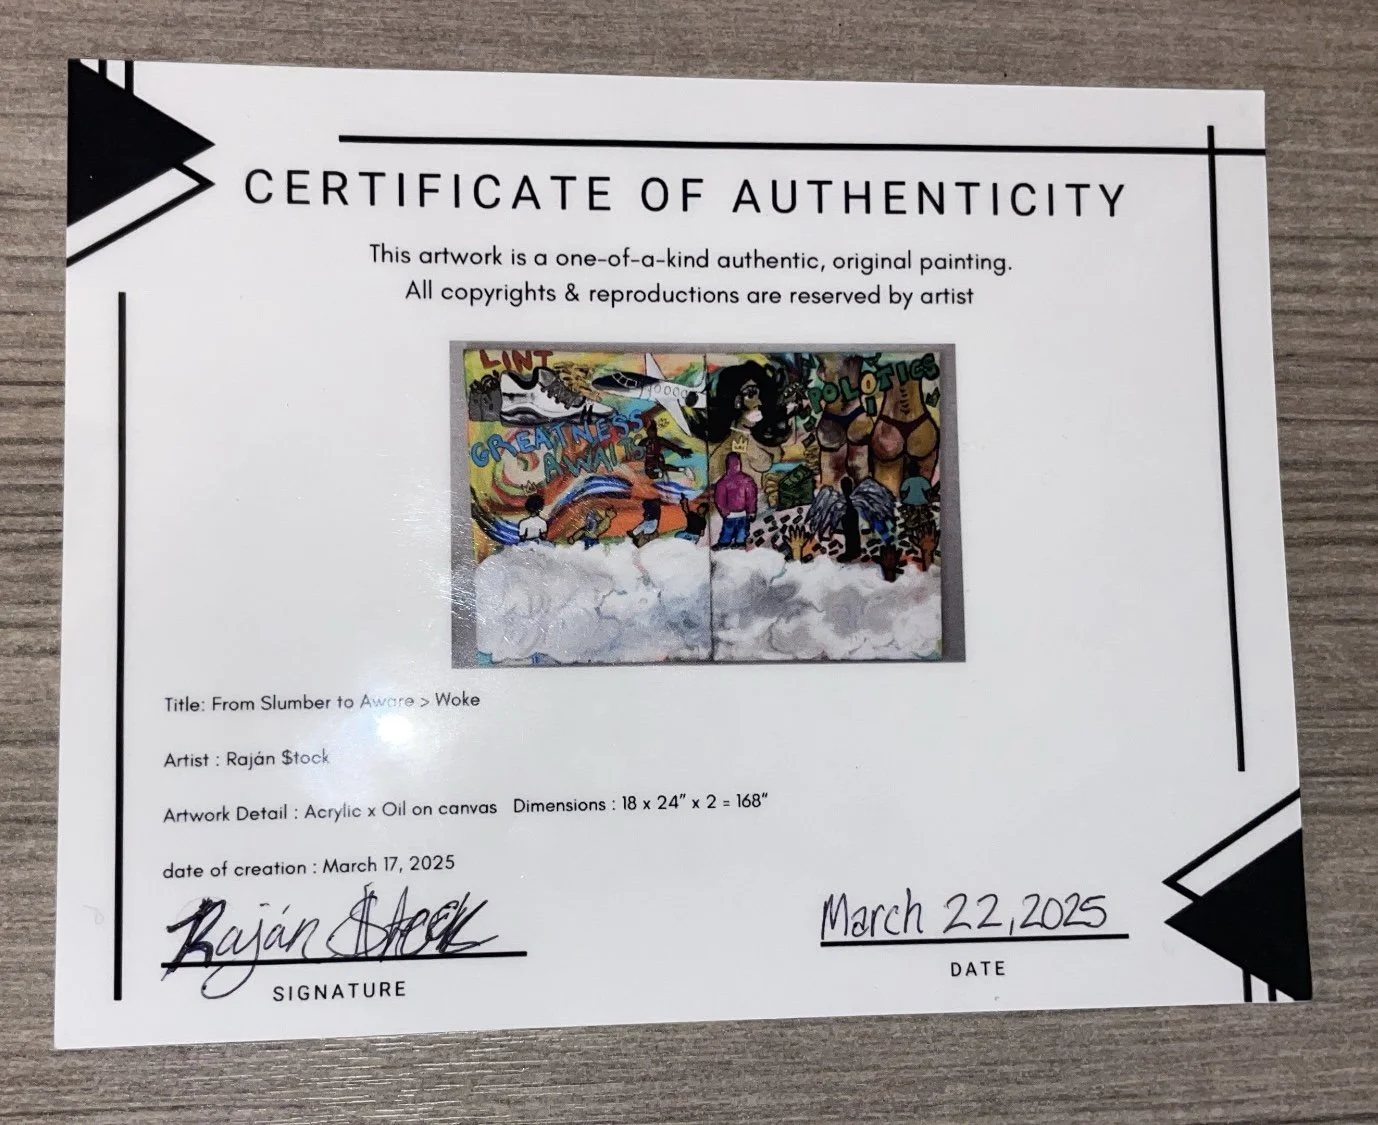 CERTIFICATE OF AUTHENTICITY
This artwork is a one-of-a-kind authentic, original painting.
All copyrights & reproductions are reserved by artist
LINT
GREATNESS
AWAITS
POLOTICS
Title: From Slumber to Aware > Woke
Artist : Raján $tock
Artwork Detail : Acrylic x Oil on canvas Dimensions : 18 x 24" x 2 = 168"
date of creation : March 17, 2025
Raján $tock
March 22, 2025
SIGNATURE
DATE